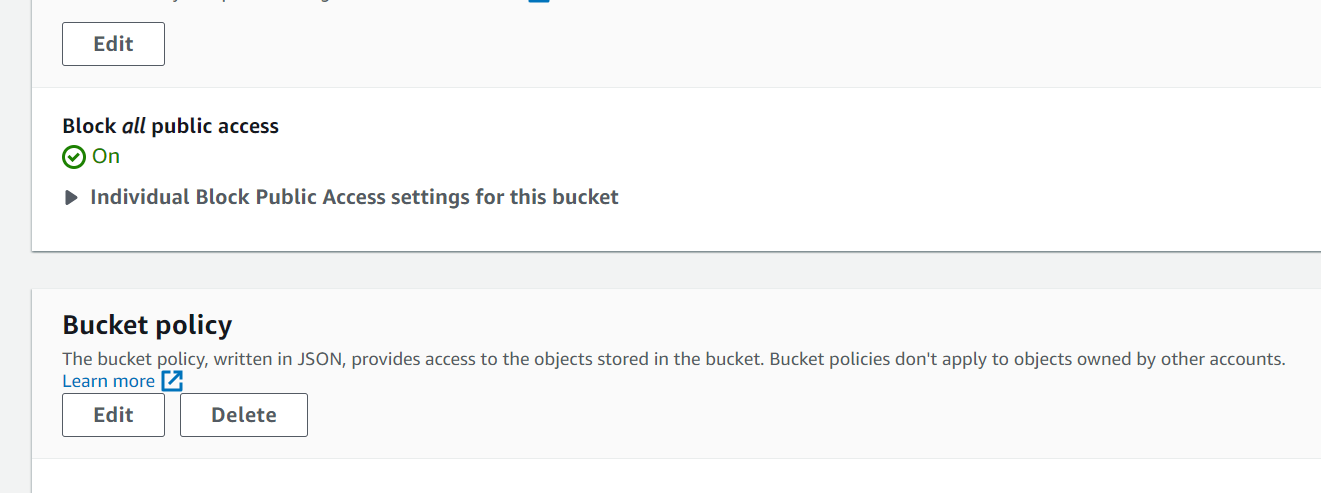 Edit
Block all public access
On
Individual Block Public Access settings for this bucket
Bucket policy
The bucket policy, written in JSON, provides access to the objects stored in the bucket. Bucket policies don't apply to objects owned by other accounts.
Learn more
Edit Delete